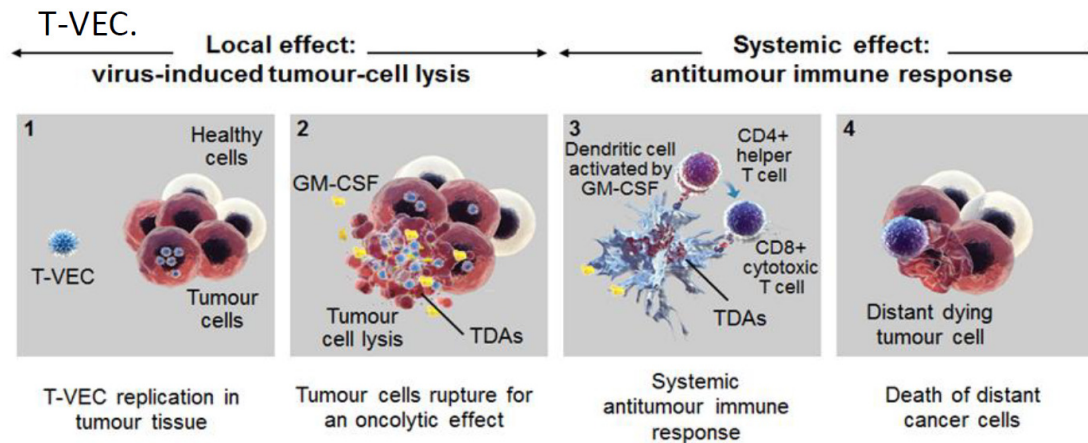 T-VEC.
Local effect:
virus-induced tumour-cell lysis
Systemic effect:
antitumour immune response
1
Healthy
cells
T-VEC
Tumour
cells
2
GM-CSF
Tumour
cell lysis
TDAs
3
Dendritic cell
activated by
GM-CSF
CD4+
helper
T cell
CD8+
cytotoxic
T cell
TDAs
4
Distant dying
tumour cell
T-VEC replication in
tumour tissue
Tumour cells rupture for
an oncolytic effect
Systemic
antitumour immune
response
Death of distant
cancer cells